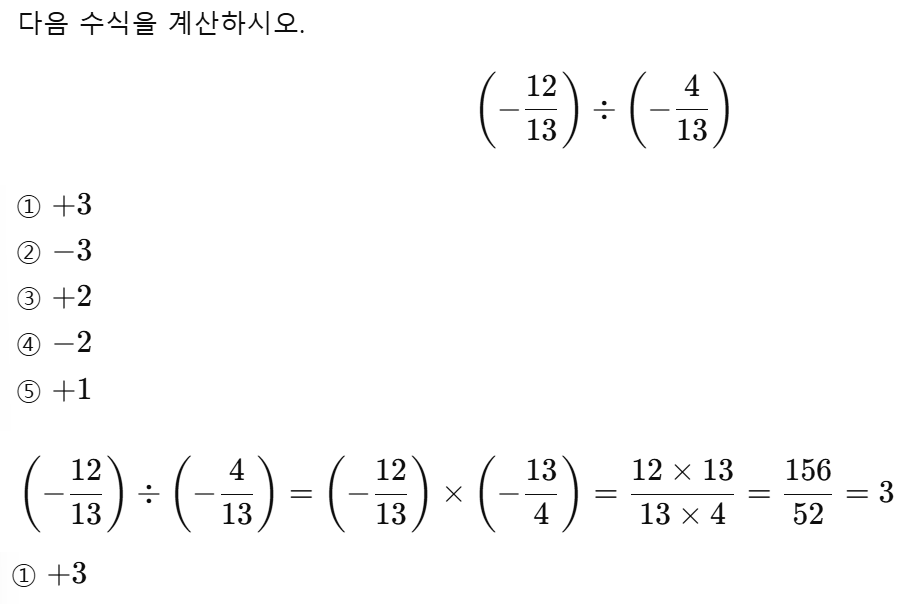 다음 수식을 계산하시오.
(−12/13) ÷ (−4/13)
① +3
② −3
③ +2
④ −2
⑤ +1
(−12/13) ÷ (−4/13) = (−12/13) × (−13/4) = (12 × 13)/(13 × 4) = 156/52 = 3
① +3